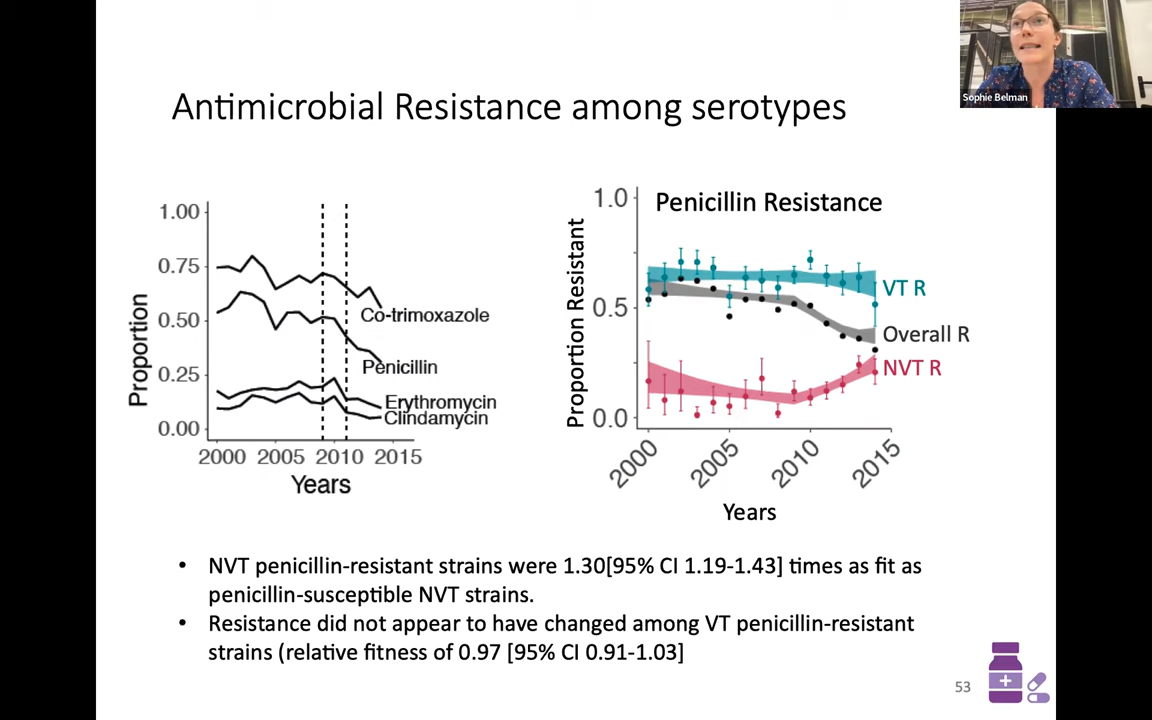 Sophie Belman
Antimicrobial Resistance among serotypes
1.00
0.75
0.50
0.25
0.00
Proportion
Co-trimoxazole
Penicillin
Erythromycin
Clindamycin
2000 2005 2010 2015
Years
Penicillin Resistance
1.0
0.5
0.0
Proportion Resistant
VT R
Overall R
NVT R
2000 2005 2010 2015
Years
• NVT penicillin-resistant strains were 1.30[95% CI 1.19-1.43] times as fit as
penicillin-susceptible NVT strains.
• Resistance did not appear to have changed among VT penicillin-resistant
strains (relative fitness of 0.97 [95% CI 0.91-1.03]
53